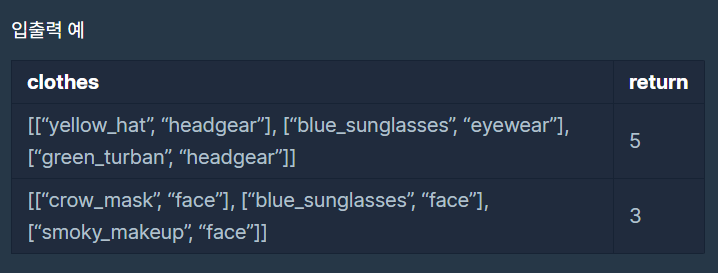 입출력 예
clothes return
[[“yellow_hat”, “headgear”], [“blue_sunglasses”, “eyewear”],
[“green_turban”, “headgear”]] 5
[[“crow_mask”, “face”], [“blue_sunglasses”, “face”],
[“smoky_makeup”, “face”]] 3